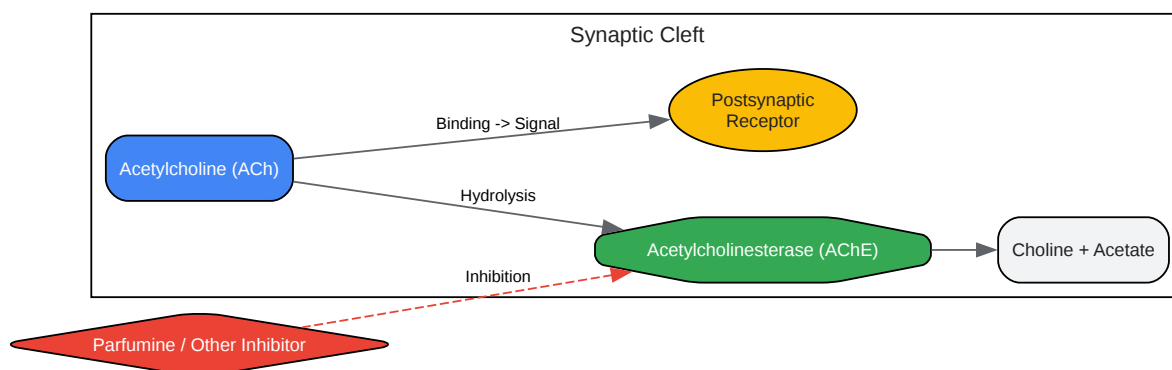 Synaptic Cleft
Postsynaptic
Receptor
Binding -> Signal
Acetylcholine (ACh)
Hydrolysis
Acetylcholinesterase (AChE)
Choline + Acetate
Inhibition
Parfumine / Other Inhibitor